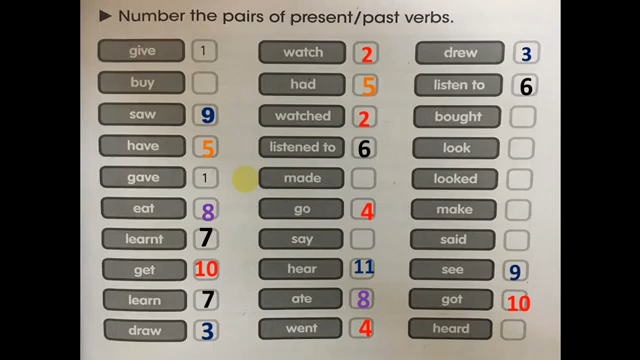 ► Number the pairs of present/past verbs.
give 1 watch 2 drew 3
buy had 5 listen to 6
saw 9 watched 2 bought
have 5 listened to 6 look
gave 1 made looked
eat 8 go 4 make
learnt 7 say said
get 10 hear 11 see 9
learn 7 ate 8 got 10
draw 3 went 4 heard